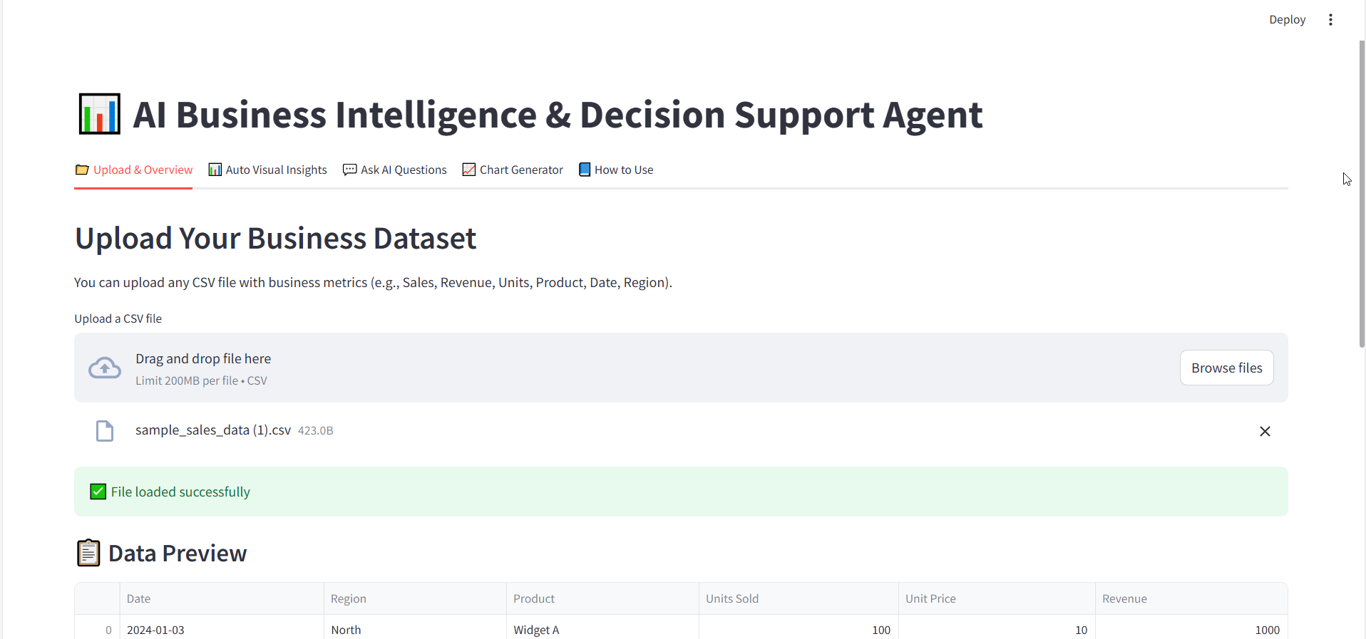 Deploy
AI Business Intelligence & Decision Support Agent
Upload & Overview Auto Visual Insights Ask AI Questions Chart Generator How to Use
Upload Your Business Dataset
You can upload any CSV file with business metrics (e.g., Sales, Revenue, Units, Product, Date, Region).
Upload a CSV file
Drag and drop file here
Limit 200MB per file • CSV
Browse files
sample_sales_data (1).csv 423.0B
File loaded successfully
Data Preview
Date Region Product Units Sold Unit Price Revenue
0 2024-01-03 North Widget A 100 10 1000